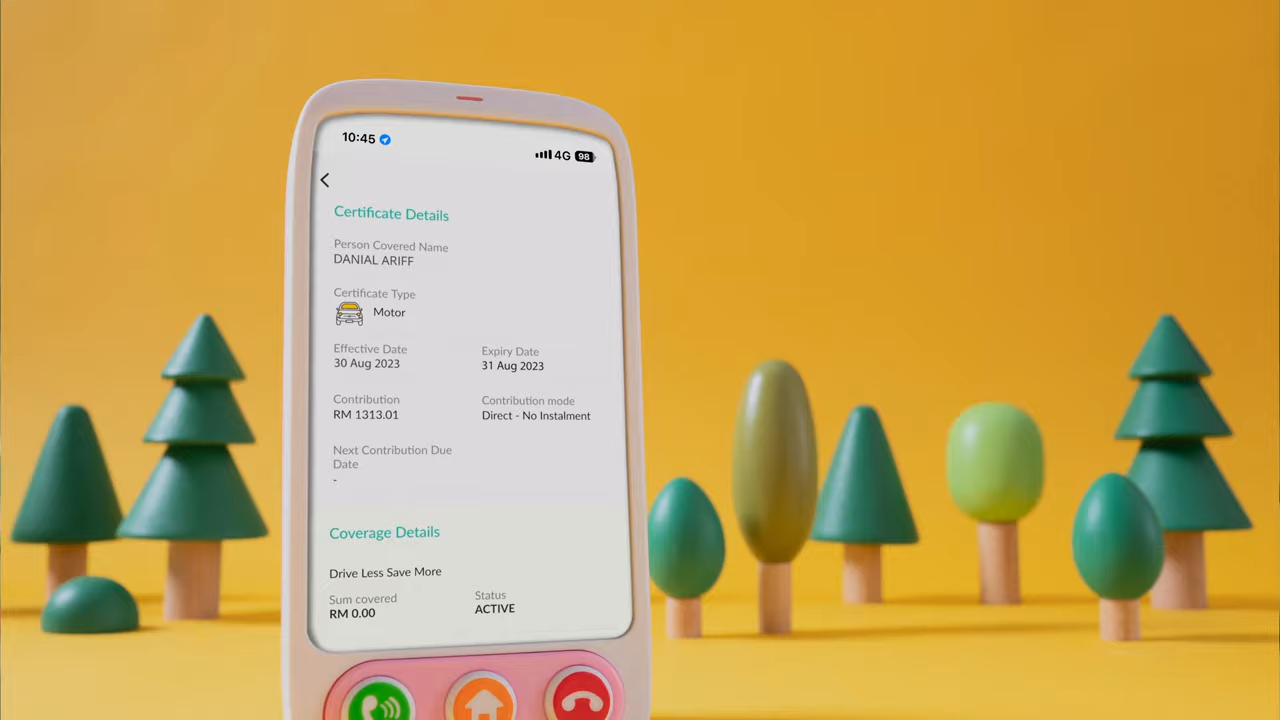 10:45
4G 98
Certificate Details
Person Covered Name
DANIAL ARIFF
Certificate Type
Motor
Effective Date
30 Aug 2023
Expiry Date
31 Aug 2023
Contribution
RM 1313.01
Contribution mode
Direct - No Instalment
Next Contribution Due
Date
-
Coverage Details
Drive Less Save More
Sum covered
RM 0.00
Status
ACTIVE